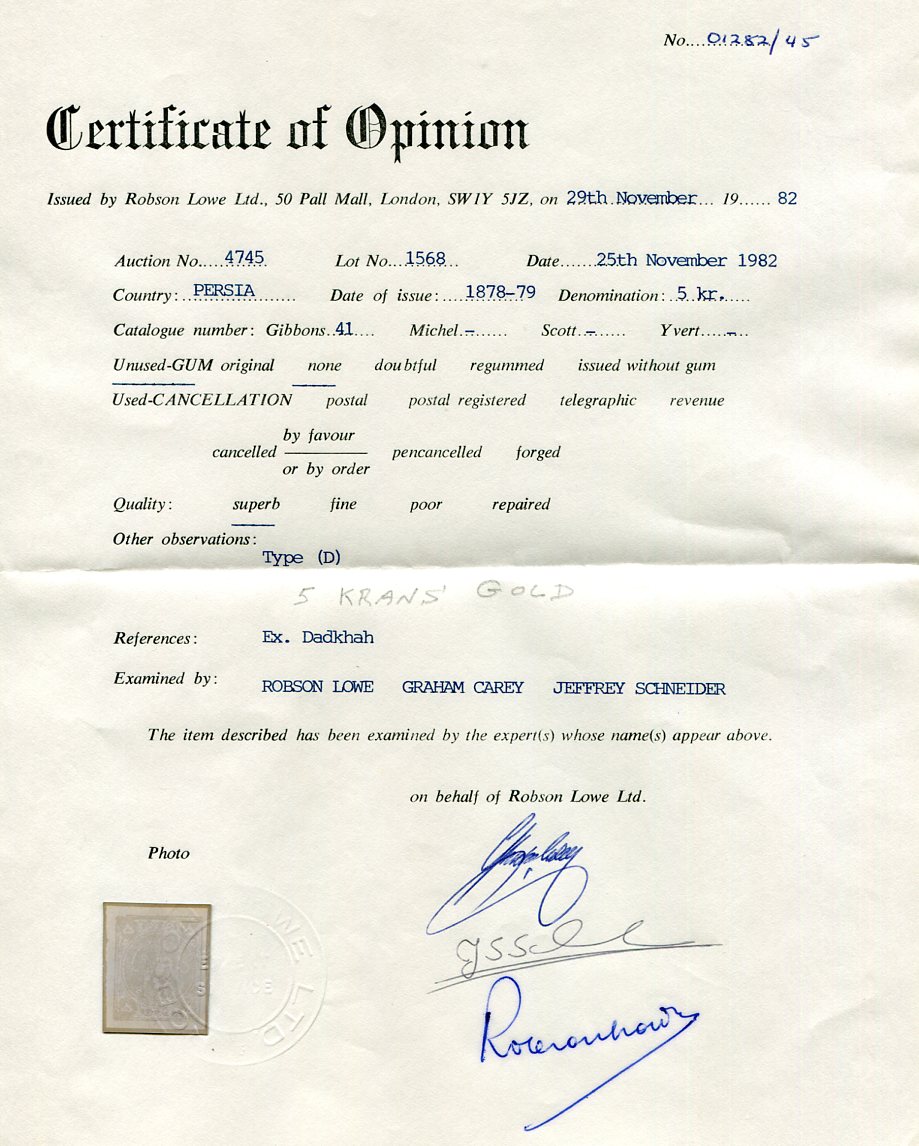 No....01282/45
Certificate of Opinion
Issued by Robson Lowe Ltd., 50 Pall Mall, London, SW1Y 5JZ, on 29th November... 19...... 82
Auction No.....4745 Lot No....1568... Date.......25th November 1982
Country:..PERSIA....... Date of issue:....1878-79 Denomination:..5 kr......
Catalogue number: Gibbons..41.... Michel.-...... Scott.-...... Yvert.....-..
Unused-GUM original none doubtful regummed issued without gum
Used-CANCELLATION postal postal registered telegraphic revenue
by favour
cancelled pencancelled forged
or by order
Quality: superb fine poor repaired
Other observations:
Type (D)
5 KRANS' GOLD
References: Ex. Dadkhah
Examined by: ROBSON LOWE GRAHAM CAREY JEFFREY SCHNEIDER
The item described has been examined by the expert(s) whose name(s) appear above.
on behalf of Robson Lowe Ltd.
Photo
WE LTD